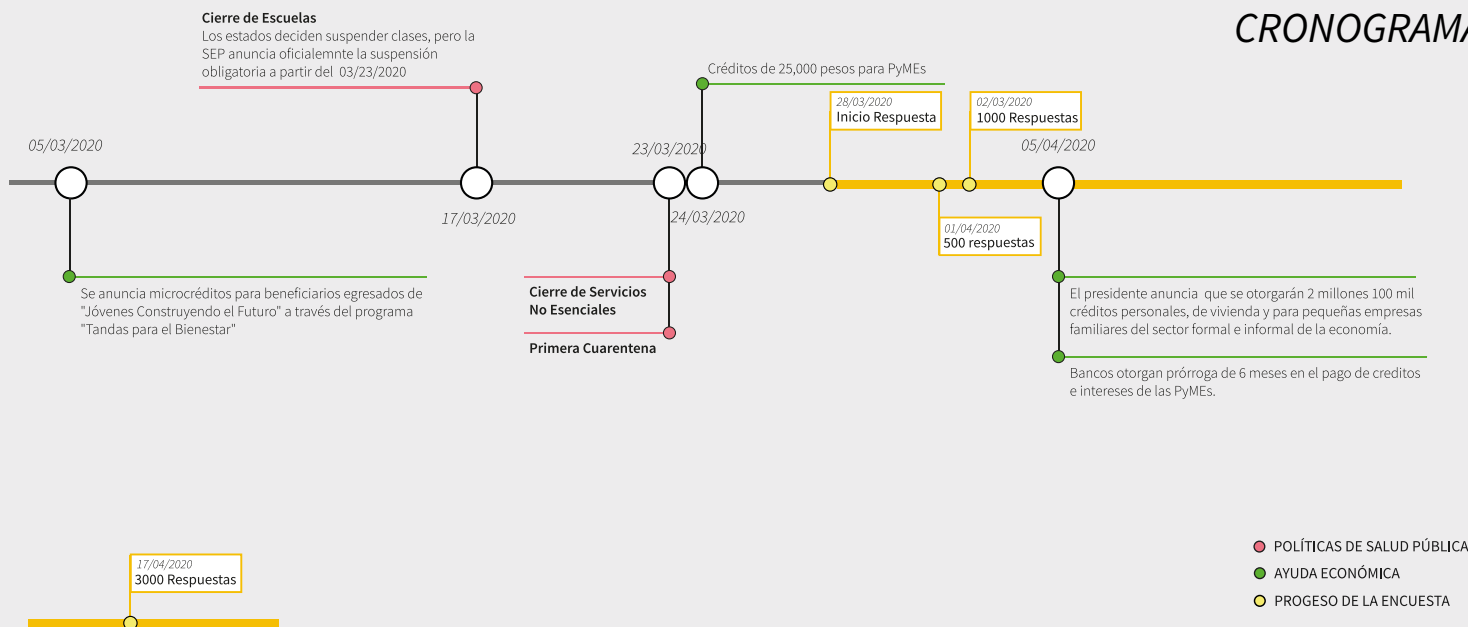 CRONOGRAMA
Cierre de Escuelas
Los estados deciden suspender clases, pero la
SEP anuncia oficialemnte la suspensión
obligatoria a partir del 03/23/2020
Créditos de 25,000 pesos para PyMEs
28/03/2020
Inicio Respuesta
02/03/2020
1000 Respuestas
05/03/2020
23/03/2020
05/04/2020
17/03/2020
24/03/2020
01/04/2020
500 respuestas
Se anuncia microcréditos para beneficiarios egresados de
"Jóvenes Construyendo el Futuro" a través del programa
"Tandas para el Bienestar"
Cierre de Servicios
No Esenciales
Primera Cuarentena
El presidente anuncia que se otorgarán 2 millones 100 mil
créditos personales, de vivienda y para pequeñas empresas
familiares del sector formal e informal de la economía.
Bancos otorgan prórroga de 6 meses en el pago de creditos
e intereses de las PyMEs.
17/04/2020
3000 Respuestas
POLÍTICAS DE SALUD PÚBLICA
AYUDA ECONÓMICA
PROGESO DE LA ENCUESTA